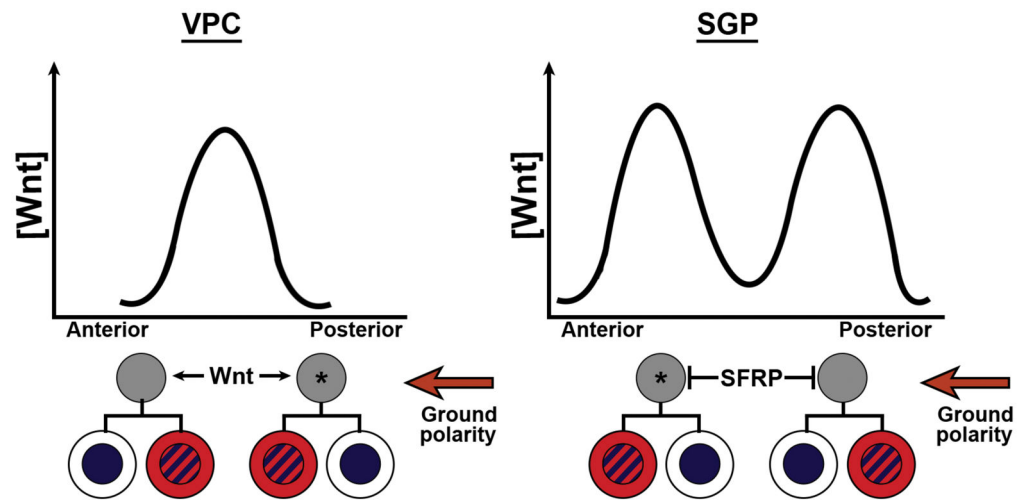 VPC
SGP
[Wnt]
[Wnt]
Anterior
Posterior
Anterior
Posterior
Wnt
*
*
SFRP
Ground
polarity
Ground
polarity